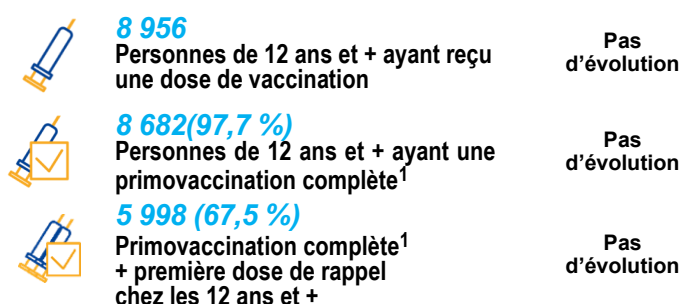 8 956
Personnes de 12 ans et + ayant reçu
une dose de vaccination
Pas
d’évolution
8 682(97,7 %)
Personnes de 12 ans et + ayant une
primovaccination complète¹
Pas
d’évolution
5 998 (67,5 %)
Primovaccination complète¹
+ première dose de rappel
chez les 12 ans et +
Pas
d’évolution